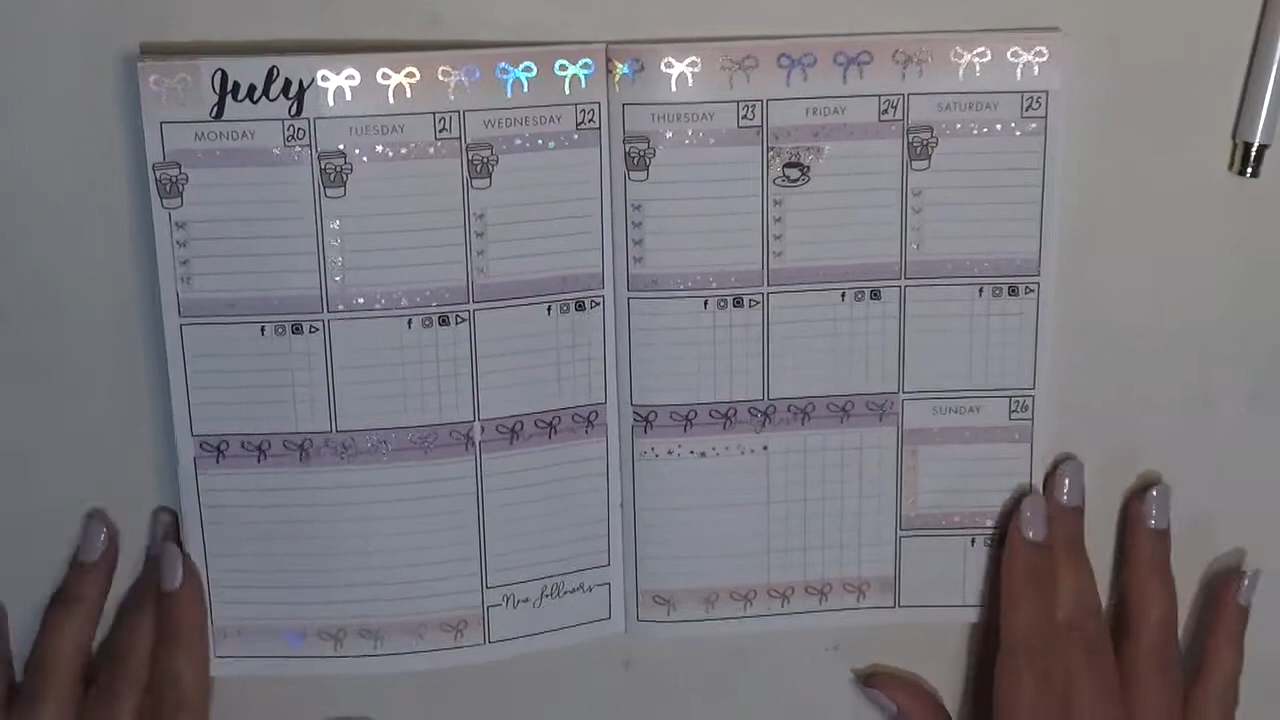 July
MONDAY 20
TUESDAY 21
WEDNESDAY 22
THURSDAY 23
FRIDAY 24
SATURDAY 25
SUNDAY 26
New followers